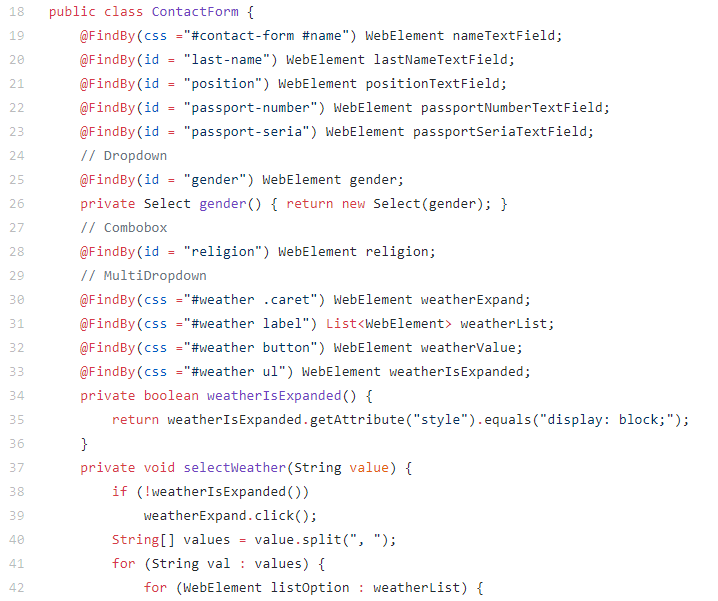 18 public class ContactForm {
19     @FindBy(css ="#contact-form #name") WebElement nameTextField;
20     @FindBy(id = "last-name") WebElement lastNameTextField;
21     @FindBy(id = "position") WebElement positionTextField;
22     @FindBy(id = "passport-number") WebElement passportNumberTextField;
23     @FindBy(id = "passport-seria") WebElement passportSeriaTextField;
24     // Dropdown
25     @FindBy(id = "gender") WebElement gender;
26     private Select gender() { return new Select(gender); }
27     // Combobox
28     @FindBy(id = "religion") WebElement religion;
29     // MultiDropdown
30     @FindBy(css ="#weather .caret") WebElement weatherExpand;
31     @FindBy(css ="#weather label") List<WebElement> weatherList;
32     @FindBy(css ="#weather button") WebElement weatherValue;
33     @FindBy(css ="#weather ul") WebElement weatherIsExpanded;
34     private boolean weatherIsExpanded() {
35         return weatherIsExpanded.getAttribute("style").equals("display: block;");
36     }
37     private void selectWeather(String value) {
38         if (!weatherIsExpanded())
39             weatherExpand.click();
40         String[] values = value.split(", ");
41         for (String val : values) {
42             for (WebElement listOption : weatherList) {